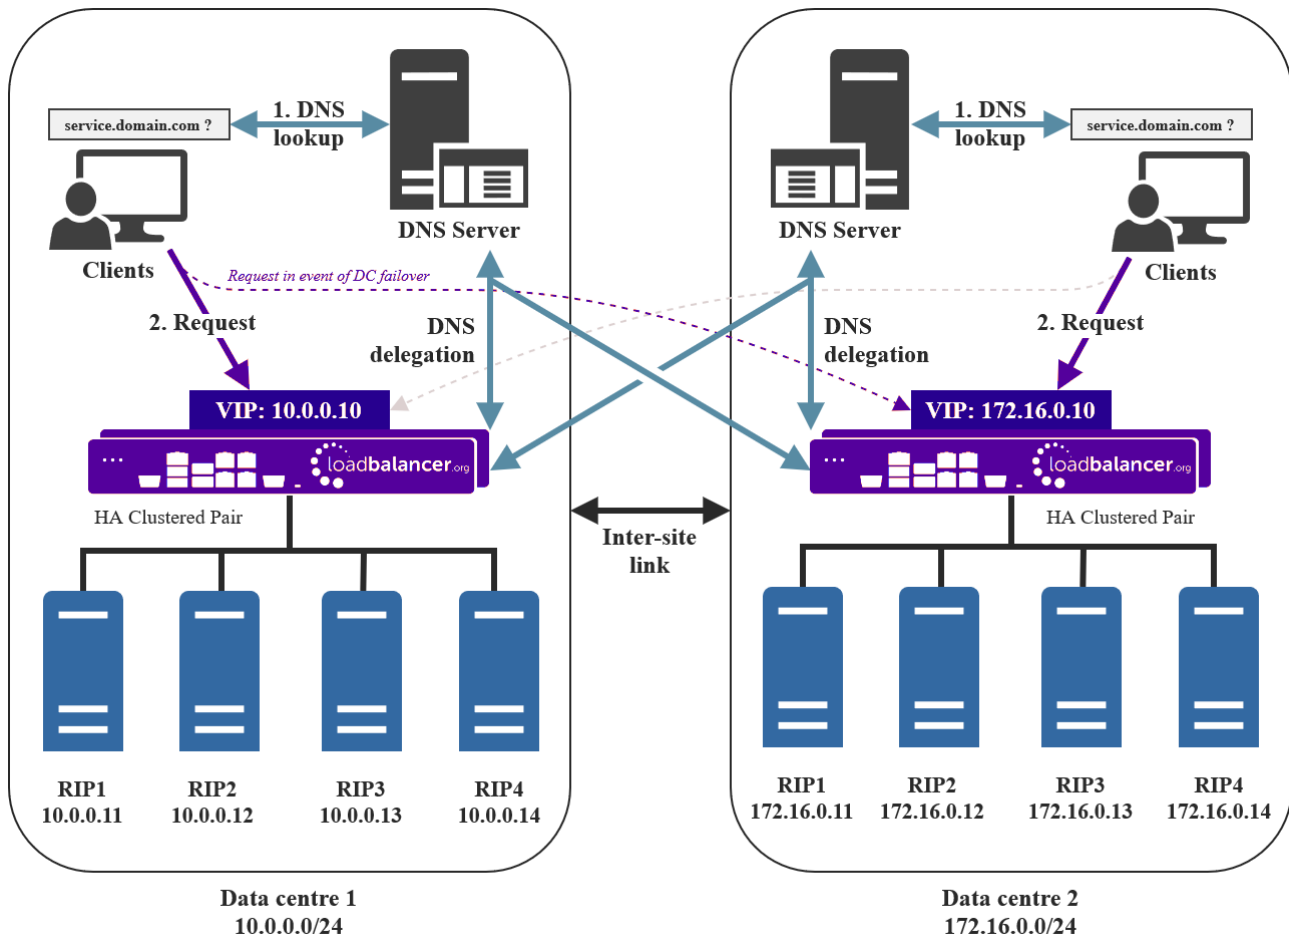 1. DNS
lookup
service.domain.com ?
DNS Server
Clients
Request in event of DC failover
2. Request
DNS
delegation
VIP: 10.0.0.10
loadbalancer.org
HA Clustered Pair
RIP1
10.0.0.11
RIP2
10.0.0.12
RIP3
10.0.0.13
RIP4
10.0.0.14
Data centre 1
10.0.0.0/24
Inter-site
link
1. DNS
lookup
service.domain.com ?
DNS Server
Clients
2. Request
DNS
delegation
VIP: 172.16.0.10
loadbalancer.org
HA Clustered Pair
RIP1
172.16.0.11
RIP2
172.16.0.12
RIP3
172.16.0.13
RIP4
172.16.0.14
Data centre 2
172.16.0.0/24